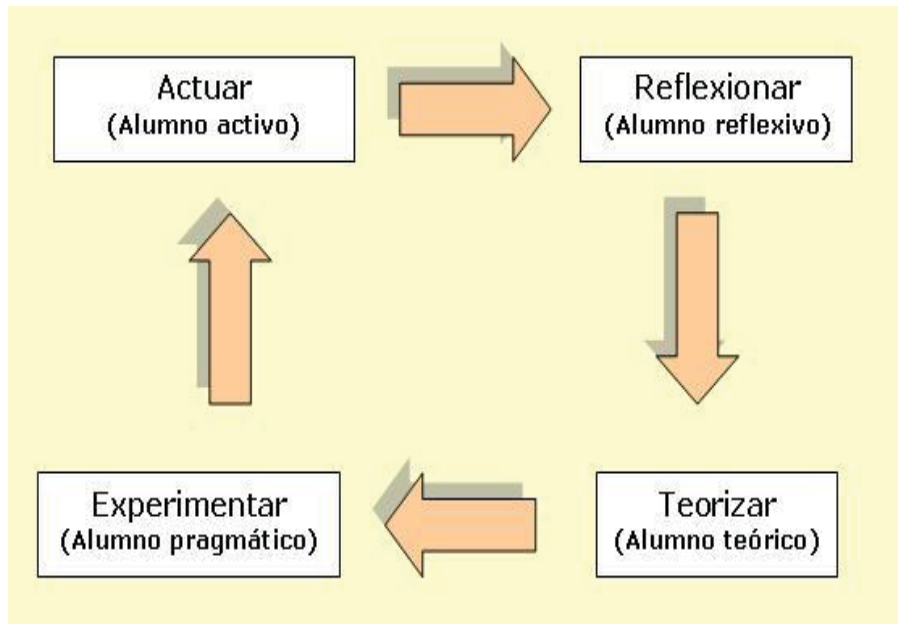 Actuar
(Alumno activo)
Reflexionar
(Alumno reflexivo)
Experimentar
(Alumno pragmático)
Teorizar
(Alumno teórico)